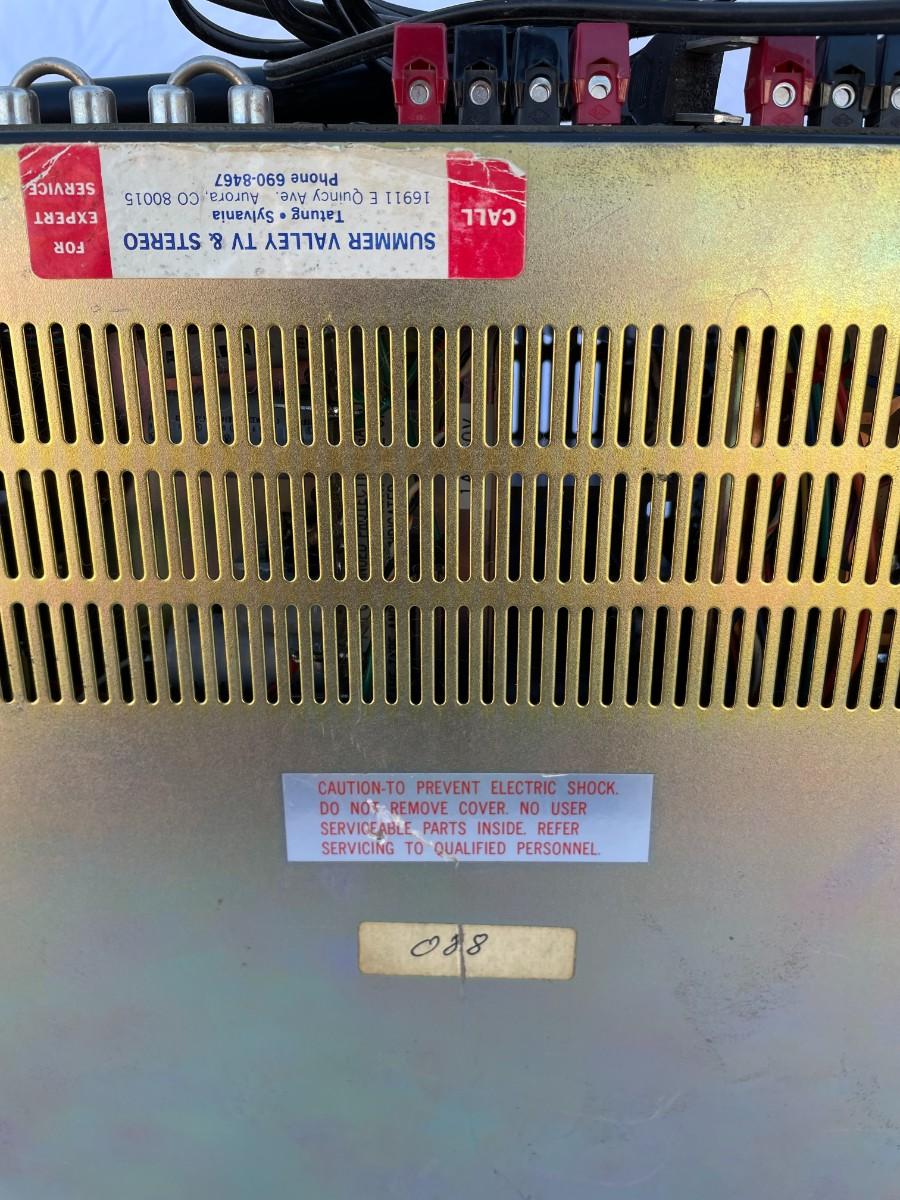 CALL
SUMMER VALLEY TV & STEREO
Tatung • Sylvania
16911 E Quincy Ave. Aurora, CO 80015
Phone 690-8467
FOR
EXPERT
SERVICE
CAUTION-TO PREVENT ELECTRIC SHOCK.
DO NOT REMOVE COVER. NO USER
SERVICEABLE PARTS INSIDE. REFER
SERVICING TO QUALIFIED PERSONNEL.
088